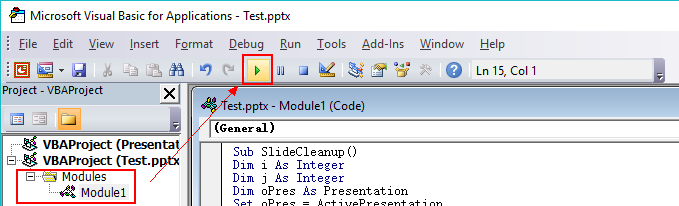 Microsoft Visual Basic for Applications - Test.pptx
File Edit View Insert Format Debug Run Tools Add-Ins Window Help
Ln 15, Col 1
Project - VBAProject
Test.pptx - Module1 (Code)
(General)
VBAProject (Presentat
VBAProject (Test.pptx
Modules
Module1
Sub SlideCleanup()
Dim i As Integer
Dim j As Integer
Dim oPres As Presentation
Set oPres = ActivePresentation